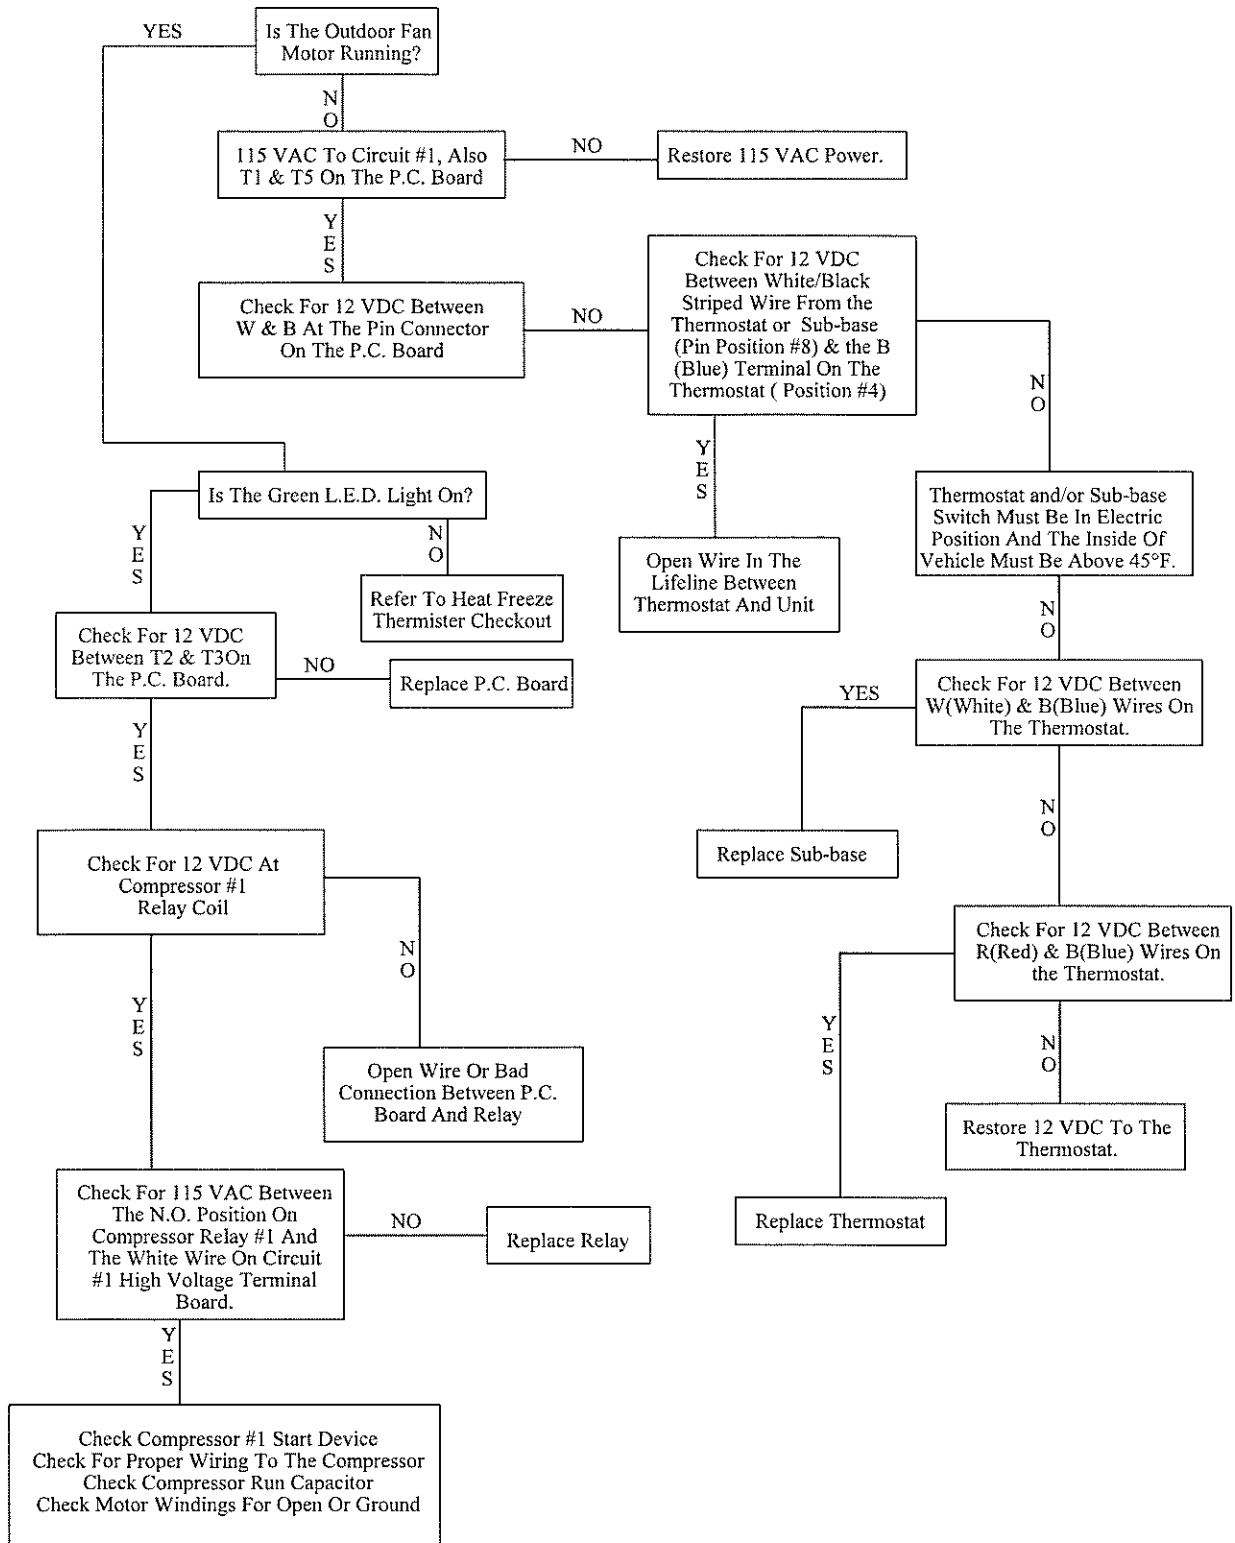 YES
Is The Outdoor Fan
Motor Running?
N
O
115 VAC To Circuit #1, Also
T1 & T5 On The P.C. Board
NO
Restore 115 VAC Power.
Y
E
S
Check For 12 VDC Between
W & B At The Pin Connector
On The P.C. Board
NO
Check For 12 VDC
Between White/Black
Striped Wire From the
Thermostat or Sub-base
(Pin Position #8) & the B
(Blue) Terminal On The
Thermostat ( Position #4)
N
O
Y
E
S
Is The Green L.E.D. Light On?
Y
E
S
N
O
Thermostat and/or Sub-base
Switch Must Be In Electric
Position And The Inside Of
Vehicle Must Be Above 45°F.
Open Wire In The
Lifeline Between
Thermostat And Unit
Refer To Heat Freeze
Thermister Checkout
N
O
Check For 12 VDC
Between T2 & T3On
The P.C. Board.
NO
Replace P.C. Board
YES
Check For 12 VDC Between
W(White) & B(Blue) Wires On
The Thermostat.
Y
E
S
N
O
Replace Sub-base
Check For 12 VDC At
Compressor #1
Relay Coil
N
O
Check For 12 VDC Between
R(Red) & B(Blue) Wires On
the Thermostat.
Y
E
S
Y
E
S
N
O
Open Wire Or Bad
Connection Between P.C.
Board And Relay
Restore 12 VDC To The
Thermostat.
Check For 115 VAC Between
The N.O. Position On
Compressor Relay #1 And
The White Wire On Circuit
#1 High Voltage Terminal
Board.
NO
Replace Relay
Replace Thermostat
Y
E
S
Check Compressor #1 Start Device
Check For Proper Wiring To The Compressor
Check Compressor Run Capacitor
Check Motor Windings For Open Or Ground